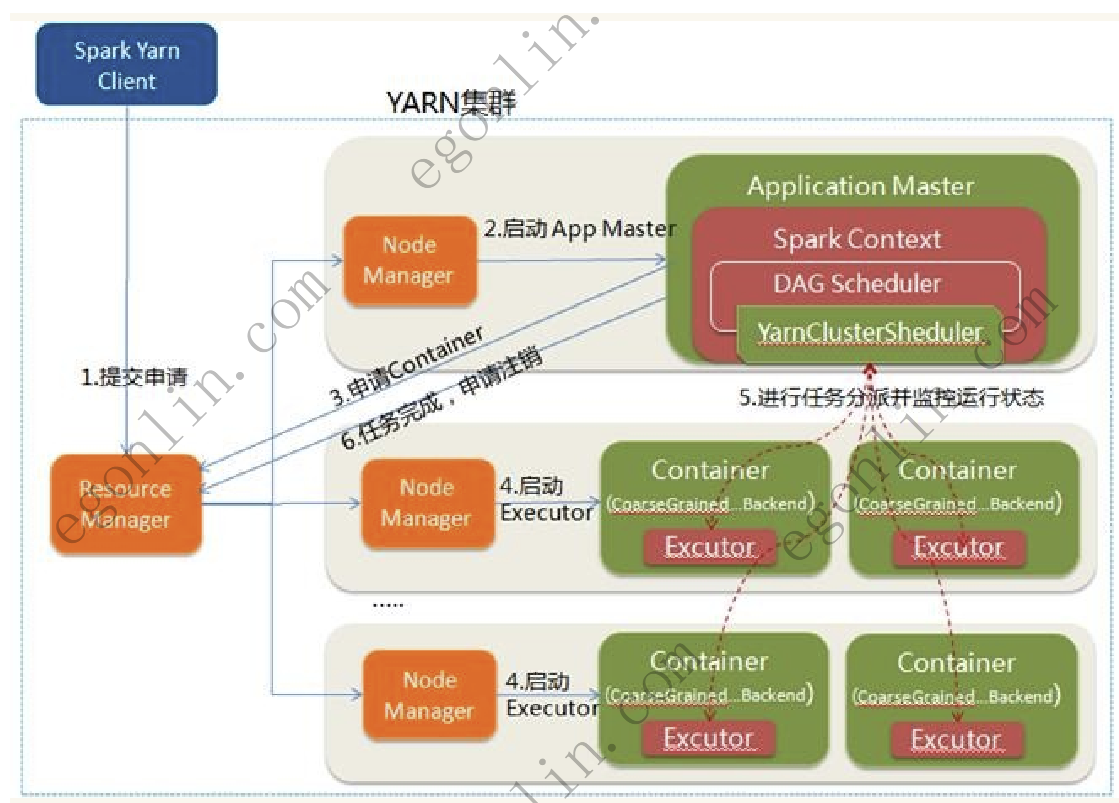 Spark Yarn
Client
YARN集群
Application Master
2.启动 App Master
Node
Manager
Spark Context
DAG Scheduler
YarnClusterSheduler
1.提交申请
3.申请Container
6.任务完成，申请注销
5.进行任务分派并监控运行状态
Resource
Manager
Node
Manager
4.启动
Executor
Container
(CoarseGrained...Backend)
Excutor
Container
(CoarseGrained...Backend)
Excutor
.....
Node
Manager
4.启动
Executor
Container
(CoarseGrained...Backend)
Excutor
Container
(CoarseGrained...Backend)
Excutor
egonlin.
egonlin. com
egonlin. com
egonlin. com